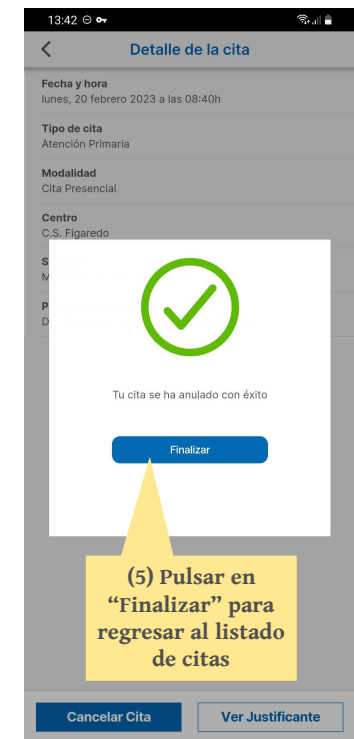 13:42
Detalle de la cita
Fecha y hora
lunes, 20 febrero 2023 a las 08:40h
Tipo de cita
Atención Primaria
Modalidad
Cita Presencial
Centro
C.S. Figaredo
S
M
P
D
Tu cita se ha anulado con éxito
Finalizar
(5) Pulsar en
“Finalizar” para
regresar al listado
de citas
Cancelar Cita
Ver Justificante